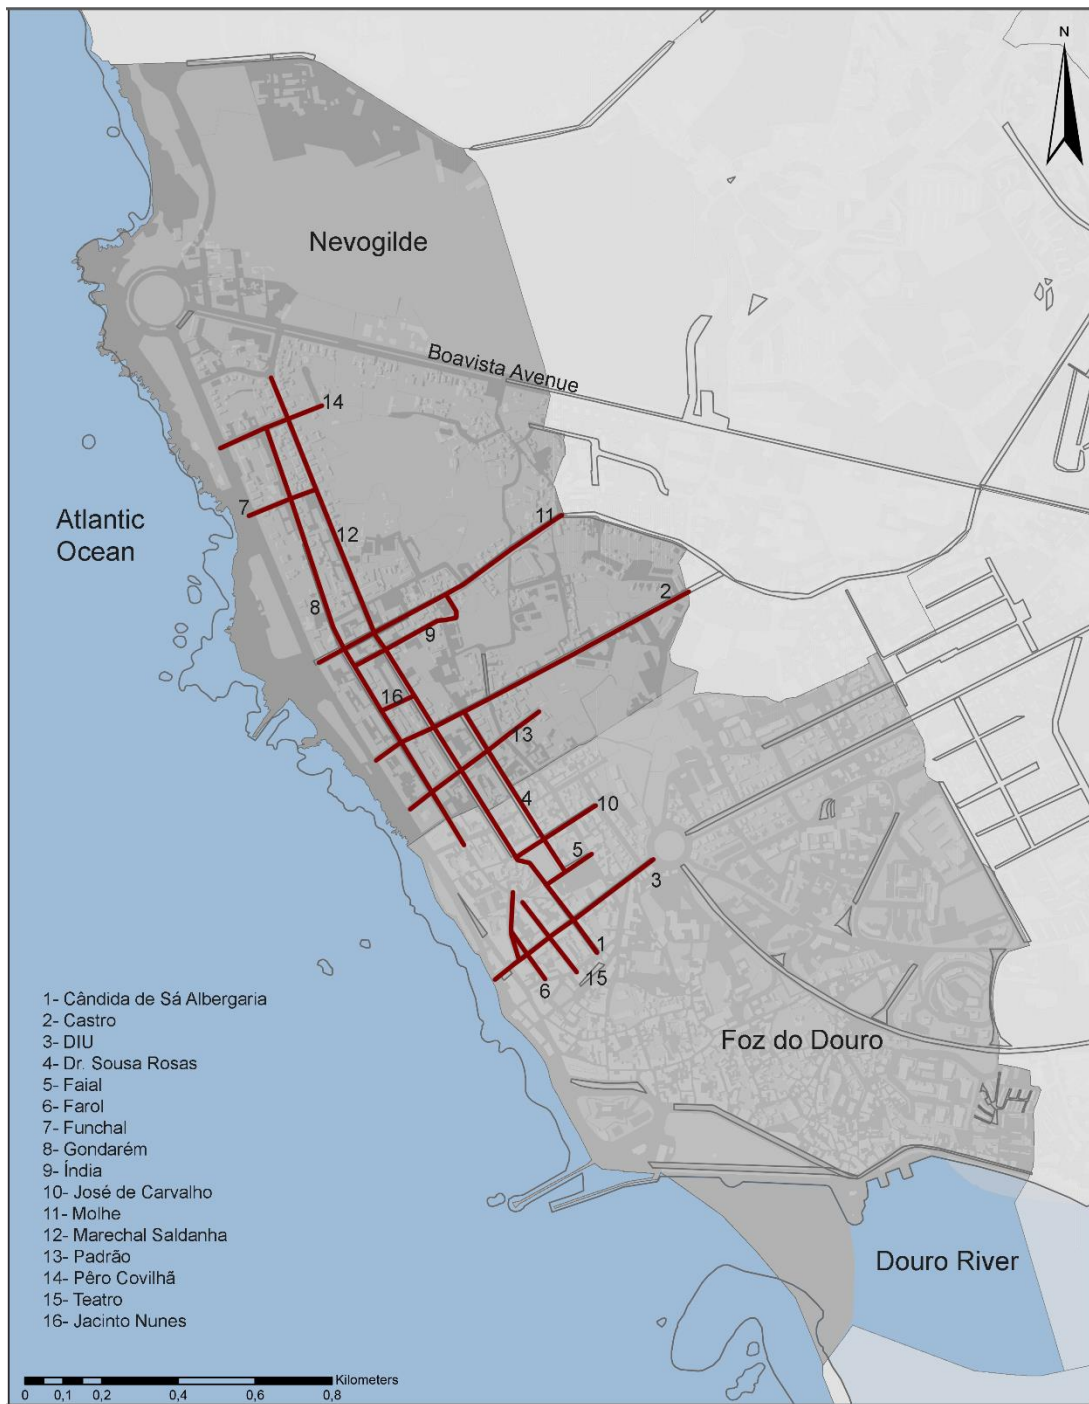 N
Nevogilde
Boavista Avenue
14
7
Atlantic
Ocean
12
11
2
8
9
16
13
4
10
5
3
1
15
6
1- Cândida de Sá Albergaria
2- Castro
3- DIU
4- Dr. Sousa Rosas
5- Faial
6- Farol
7- Funchal
8- Gondarém
9- Índia
10- José de Carvalho
11- Molhe
12- Marechal Saldanha
13- Padrão
14- Pêro Covilhã
15- Teatro
16- Jacinto Nunes
Foz do Douro
Douro River
Kilometers
0 0,1 0,2 0,4 0,6 0,8